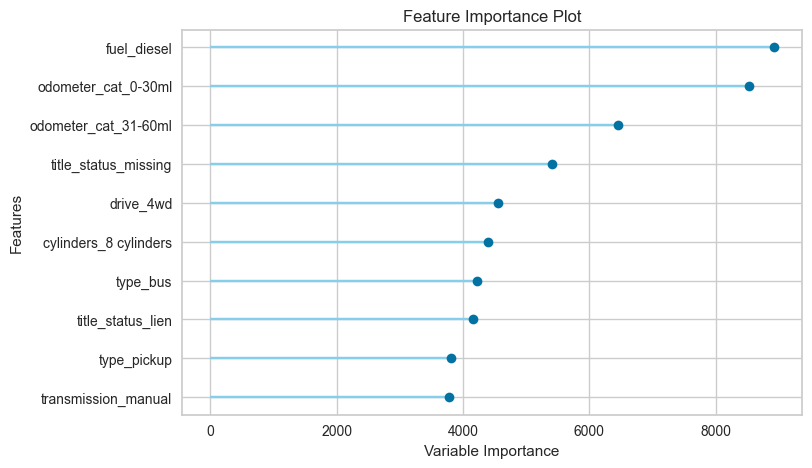 Feature Importance Plot
Features
fuel_diesel
odometer_cat_0-30ml
odometer_cat_31-60ml
title_status_missing
drive_4wd
cylinders_8 cylinders
type_bus
title_status_lien
type_pickup
transmission_manual
0 2000 4000 6000 8000
Variable Importance